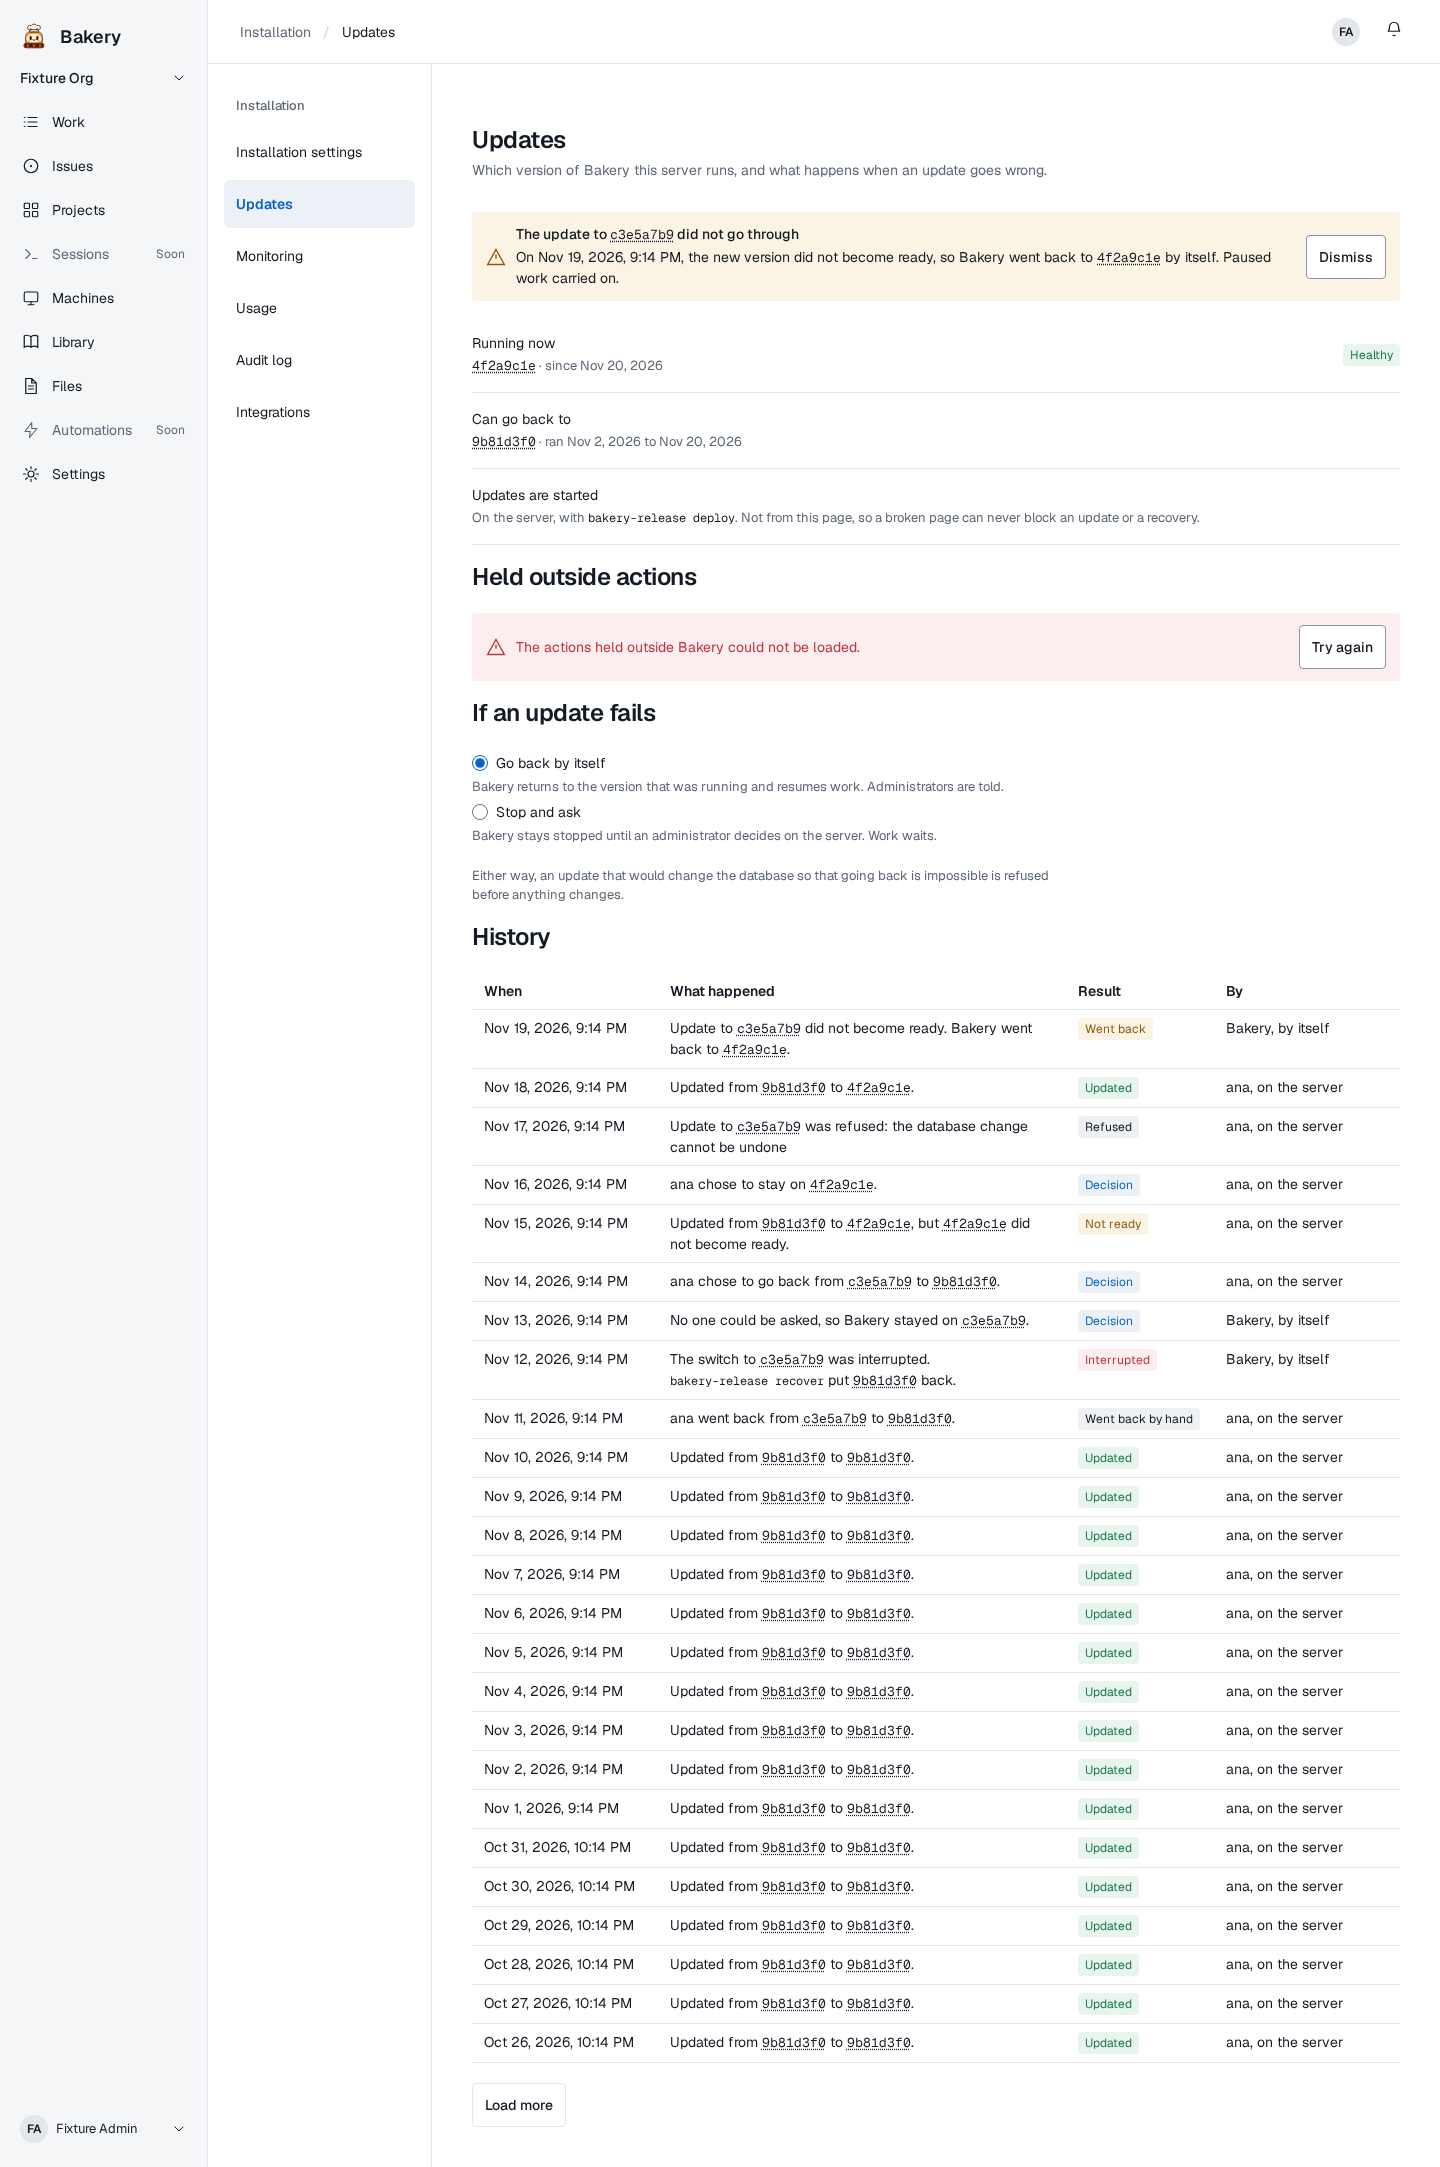 Bakery
Fixture Org
Work
Issues
Projects
Sessions Soon
Machines
Library
Files
Automations Soon
Settings
FA Fixture Admin
Installation / Updates
FA
Installation
Installation settings
Updates
Monitoring
Usage
Audit log
Integrations
Updates
Which version of Bakery this server runs, and what happens when an update goes wrong.
The update to c3e5a7b9 did not go through
On Nov 19, 2026, 9:14 PM, the new version did not become ready, so Bakery went back to 4f2a9c1e by itself. Paused
work carried on.
Dismiss
Running now
4f2a9c1e · since Nov 20, 2026
Healthy
Can go back to
9b81d3f0 · ran Nov 2, 2026 to Nov 20, 2026
Updates are started
On the server, with bakery-release deploy. Not from this page, so a broken page can never block an update or a recovery.
Held outside actions
The actions held outside Bakery could not be loaded.
Try again
If an update fails
Go back by itself
Bakery returns to the version that was running and resumes work. Administrators are told.
Stop and ask
Bakery stays stopped until an administrator decides on the server. Work waits.
Either way, an update that would change the database so that going back is impossible is refused
before anything changes.
History
When What happened Result By
Nov 19, 2026, 9:14 PM Update to c3e5a7b9 did not become ready. Bakery went Went back Bakery, by itself
back to 4f2a9c1e.
Nov 18, 2026, 9:14 PM Updated from 9b81d3f0 to 4f2a9c1e. Updated ana, on the server
Nov 17, 2026, 9:14 PM Update to c3e5a7b9 was refused: the database change Refused ana, on the server
cannot be undone
Nov 16, 2026, 9:14 PM ana chose to stay on 4f2a9c1e. Decision ana, on the server
Nov 15, 2026, 9:14 PM Updated from 9b81d3f0 to 4f2a9c1e, but 4f2a9c1e did Not ready ana, on the server
not become ready.
Nov 14, 2026, 9:14 PM ana chose to go back from c3e5a7b9 to 9b81d3f0. Decision ana, on the server
Nov 13, 2026, 9:14 PM No one could be asked, so Bakery stayed on c3e5a7b9. Decision Bakery, by itself
Nov 12, 2026, 9:14 PM The switch to c3e5a7b9 was interrupted. Interrupted Bakery, by itself
bakery-release recover put 9b81d3f0 back.
Nov 11, 2026, 9:14 PM ana went back from c3e5a7b9 to 9b81d3f0. Went back by hand ana, on the server
Nov 10, 2026, 9:14 PM Updated from 9b81d3f0 to 9b81d3f0. Updated ana, on the server
Nov 9, 2026, 9:14 PM Updated from 9b81d3f0 to 9b81d3f0. Updated ana, on the server
Nov 8, 2026, 9:14 PM Updated from 9b81d3f0 to 9b81d3f0. Updated ana, on the server
Nov 7, 2026, 9:14 PM Updated from 9b81d3f0 to 9b81d3f0. Updated ana, on the server
Nov 6, 2026, 9:14 PM Updated from 9b81d3f0 to 9b81d3f0. Updated ana, on the server
Nov 5, 2026, 9:14 PM Updated from 9b81d3f0 to 9b81d3f0. Updated ana, on the server
Nov 4, 2026, 9:14 PM Updated from 9b81d3f0 to 9b81d3f0. Updated ana, on the server
Nov 3, 2026, 9:14 PM Updated from 9b81d3f0 to 9b81d3f0. Updated ana, on the server
Nov 2, 2026, 9:14 PM Updated from 9b81d3f0 to 9b81d3f0. Updated ana, on the server
Nov 1, 2026, 9:14 PM Updated from 9b81d3f0 to 9b81d3f0. Updated ana, on the server
Oct 31, 2026, 10:14 PM Updated from 9b81d3f0 to 9b81d3f0. Updated ana, on the server
Oct 30, 2026, 10:14 PM Updated from 9b81d3f0 to 9b81d3f0. Updated ana, on the server
Oct 29, 2026, 10:14 PM Updated from 9b81d3f0 to 9b81d3f0. Updated ana, on the server
Oct 28, 2026, 10:14 PM Updated from 9b81d3f0 to 9b81d3f0. Updated ana, on the server
Oct 27, 2026, 10:14 PM Updated from 9b81d3f0 to 9b81d3f0. Updated ana, on the server
Oct 26, 2026, 10:14 PM Updated from 9b81d3f0 to 9b81d3f0. Updated ana, on the server
Load more